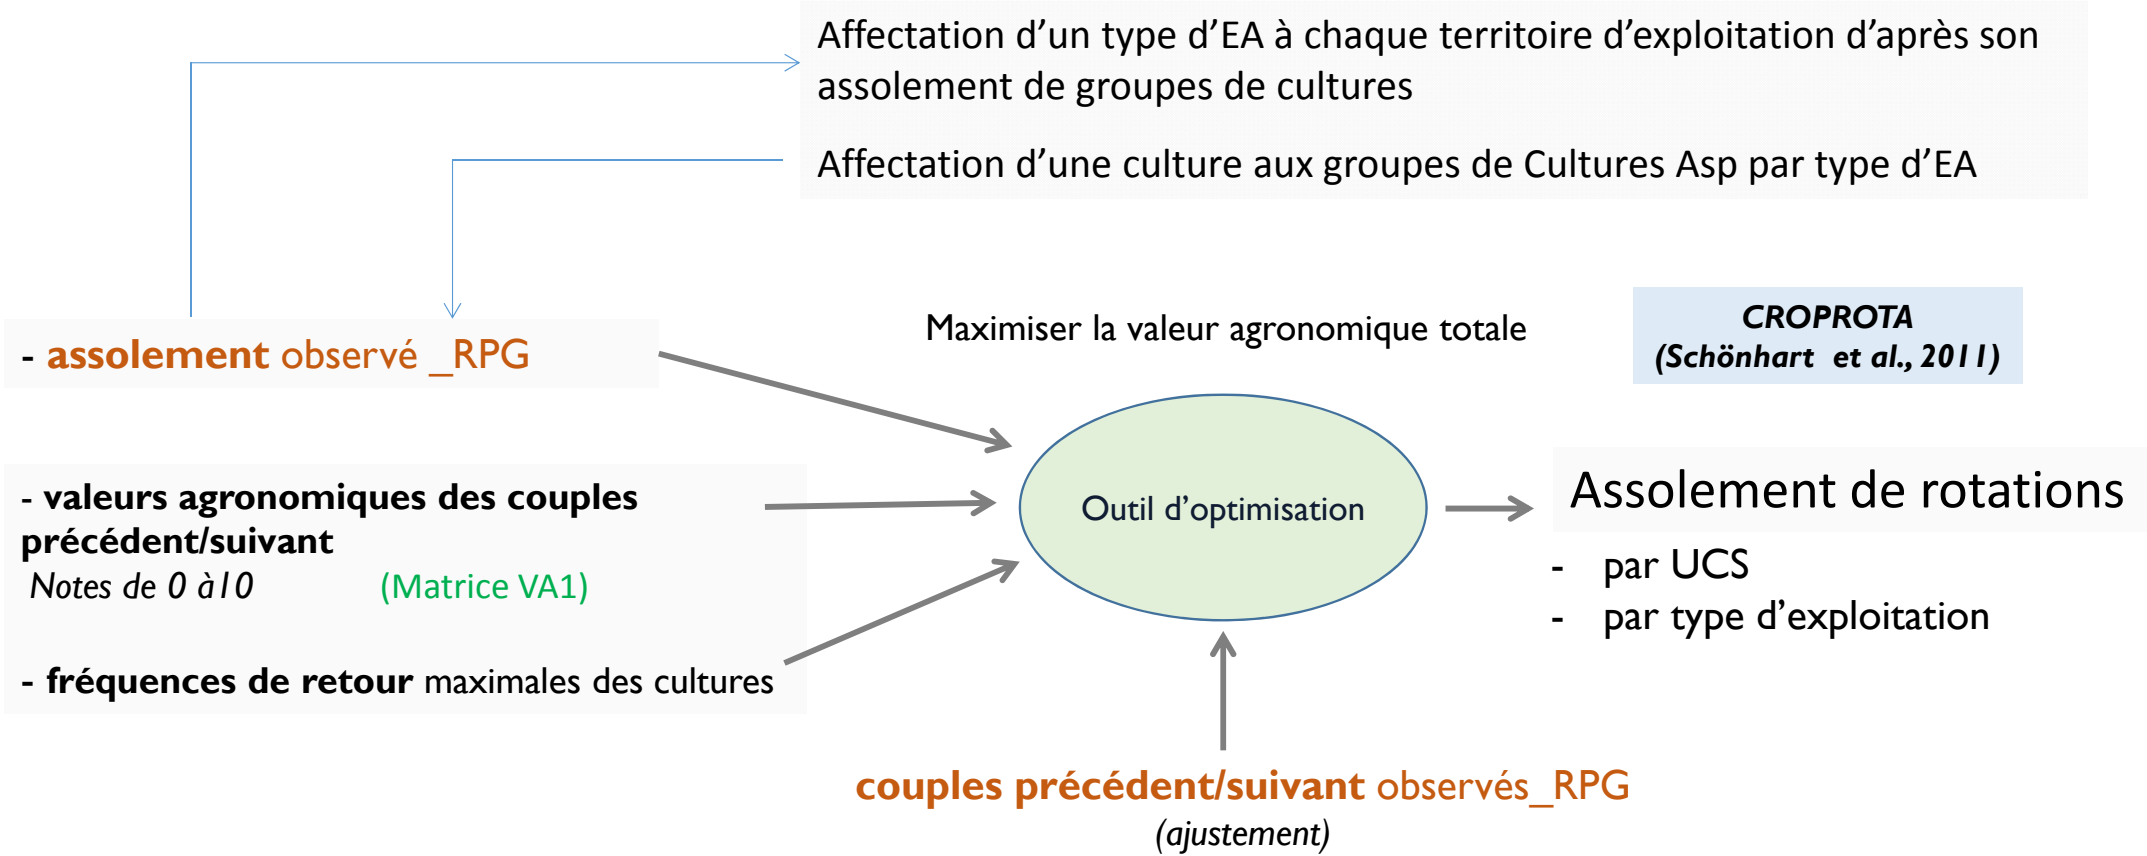 Affectation d’un type d’EA à chaque territoire d’exploitation d’après son
assolement de groupes de cultures
Affectation d’une culture aux groupes de Cultures Asp par type d’EA
Maximiser la valeur agronomique totale
CROPROTA
(Schönhart et al., 2011)
- assolement observé _RPG
- valeurs agronomiques des couples
précédent/suivant
Notes de 0 à10 (Matrice VA1)
- fréquences de retour maximales des cultures
Outil d’optimisation
Assolement de rotations
- par UCS
- par type d’exploitation
couples précédent/suivant observés_RPG
(ajustement)